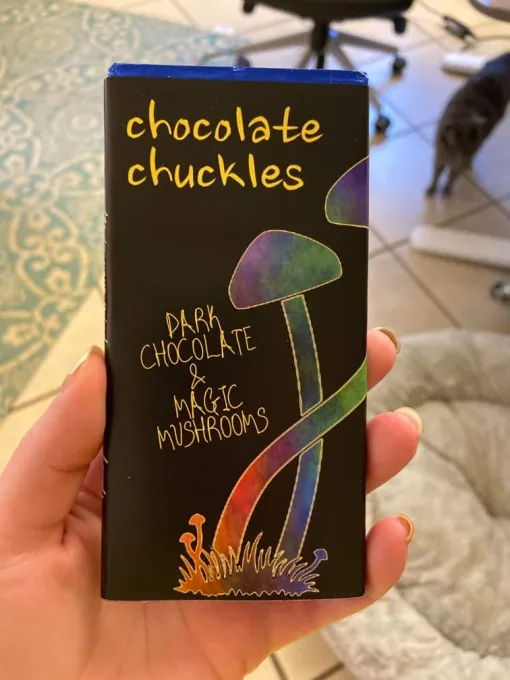 chocolate
chuckles
DARK
CHOCOLATE
&
MAGIC
MUSHROOMS